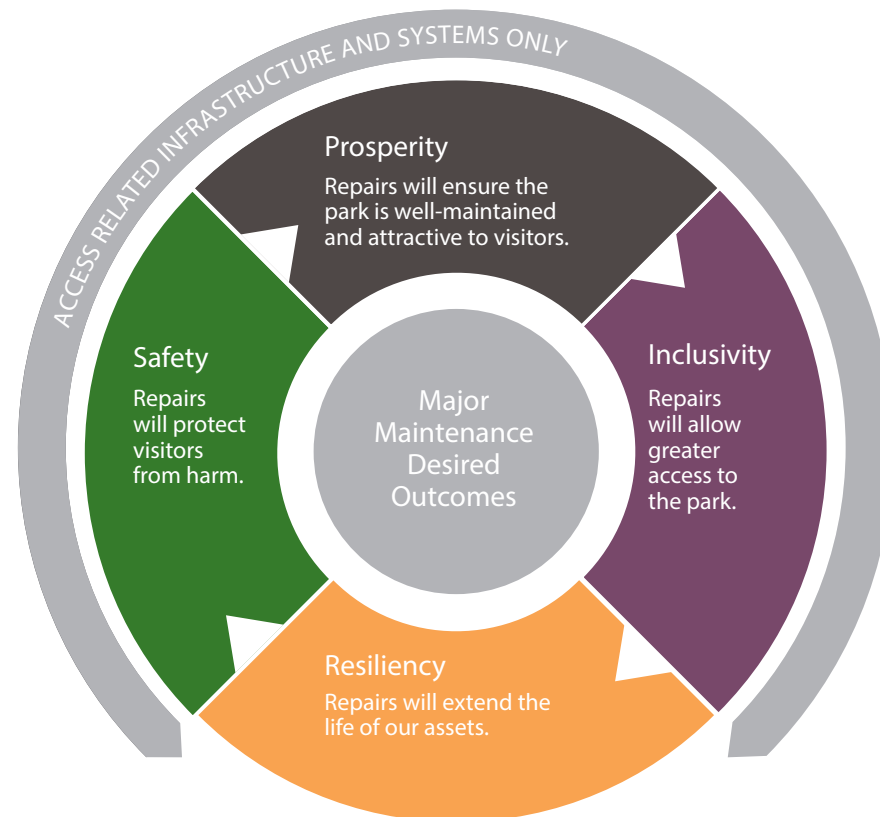 ACCESS RELATED INFRASTRUCTURE AND SYSTEMS ONLY
Prosperity
Repairs will ensure the
park is well-maintained
and attractive to visitors.
Safety
Repairs
will protect
visitors
from harm.
Major
Maintenance
Desired
Outcomes
Inclusivity
Repairs
will allow
greater
access to
the park.
Resiliency
Repairs will extend the
life of our assets.